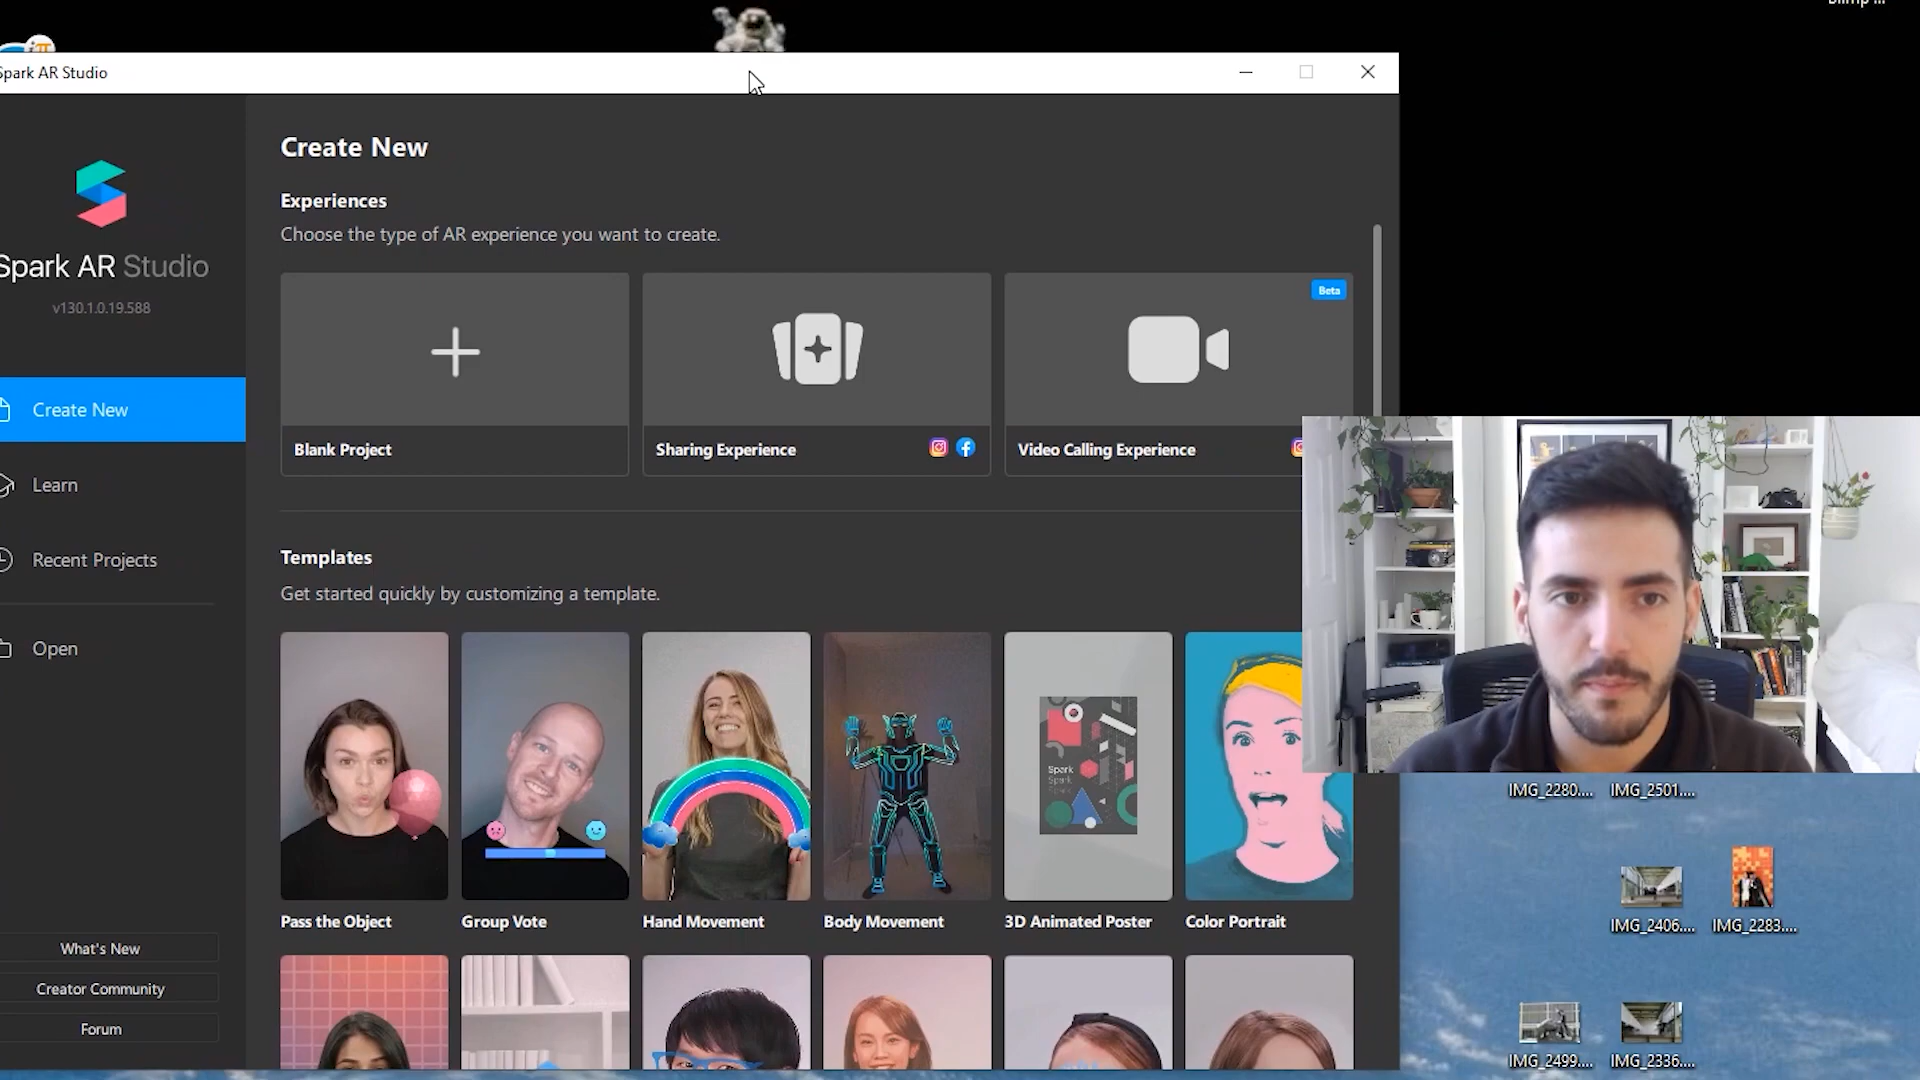 Spark AR Studio
Create New
Experiences
Choose the type of AR experience you want to create.
Spark AR Studio
v130.1.0.19.588
Beta
Blank Project
Sharing Experience
Video Calling Experience
Create New
Learn
Recent Projects
Open
Templates
Get started quickly by customizing a template.
Spark
Spark
Pass the Object
Group Vote
Hand Movement
Body Movement
3D Animated Poster
Color Portrait
What's New
Creator Community
Forum
IMG_2280....
IMG_2501....
IMG_2406....
IMG_2283....
IMG_2499....
IMG_2336....